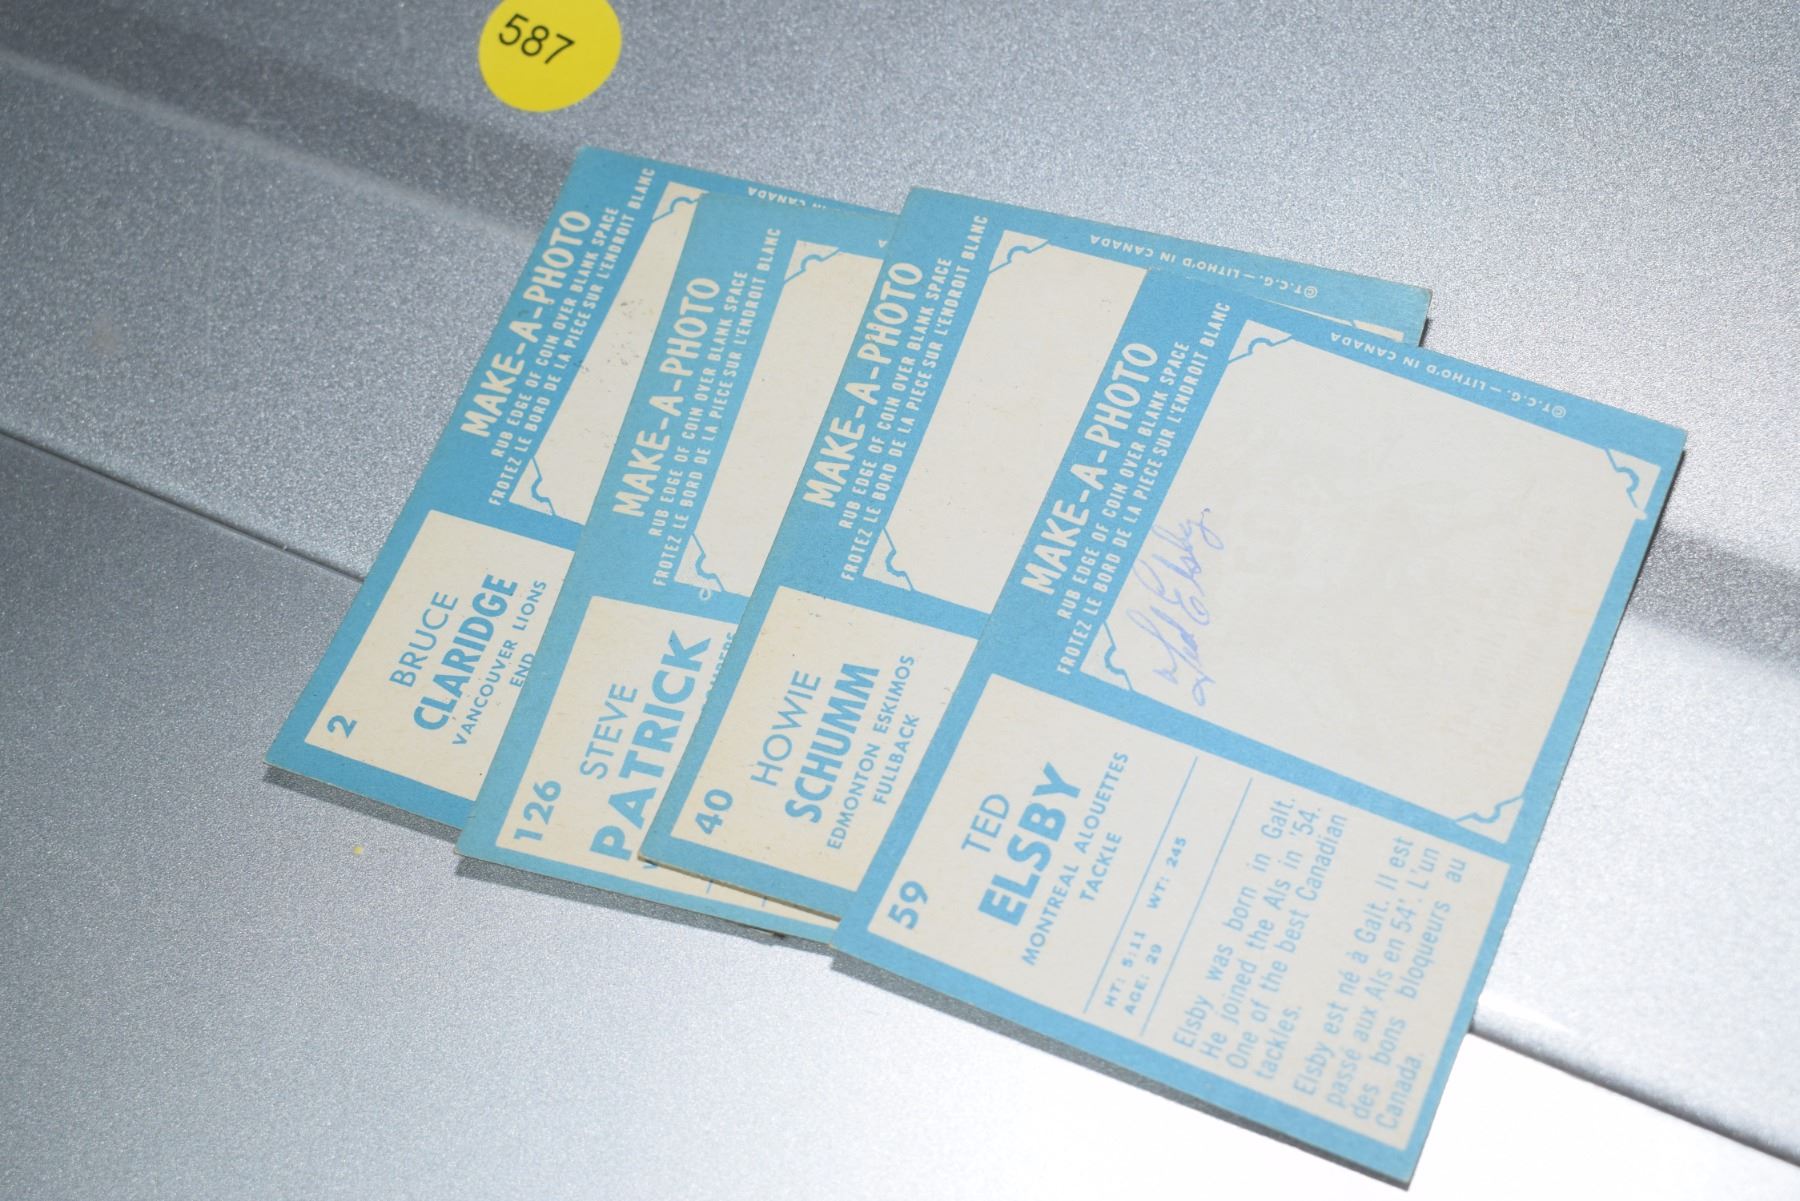 587
MAKE-A-PHOTO
RUB EDGE OF COIN OVER BLANK SPACE
FROTEZ LE BORD DE LA PIECE SUR L'ENDROIT BLANC
IN CANADA
2
BRUCE
CLARIDGE
VANCOUVER LIONS
END
MAKE-A-PHOTO
RUB EDGE OF COIN OVER BLANK SPACE
FROTEZ LE BORD DE LA PIECE SUR L'ENDROIT BLANC
126
STEVE
PATRICK
MAKE-A-PHOTO
RUB EDGE OF COIN OVER BLANK SPACE
FROTEZ LE BORD DE LA PIECE SUR L'ENDROIT BLANC
© T.C.G. — LITHO'D IN CANADA
40
HOWIE
SCHUMM
EDMONTON ESKIMOS
FULLBACK
MAKE-A-PHOTO
RUB EDGE OF COIN OVER BLANK SPACE
FROTEZ LE BORD DE LA PIECE SUR L'ENDROIT BLANC
© T.C.G. — LITHO'D IN CANADA
Ted Elsby
59
TED
ELSBY
MONTREAL ALOUETTES
TACKLE
HT: 5:11 WT: 245
AGE: 29
Elsby was born in Galt.
He joined the Als in '54.
One of the best Canadian
tackles.
Elsby est né à Galt. Il est
passé aux Als en 54'. L'un
des bons bloqueurs au
Canada.